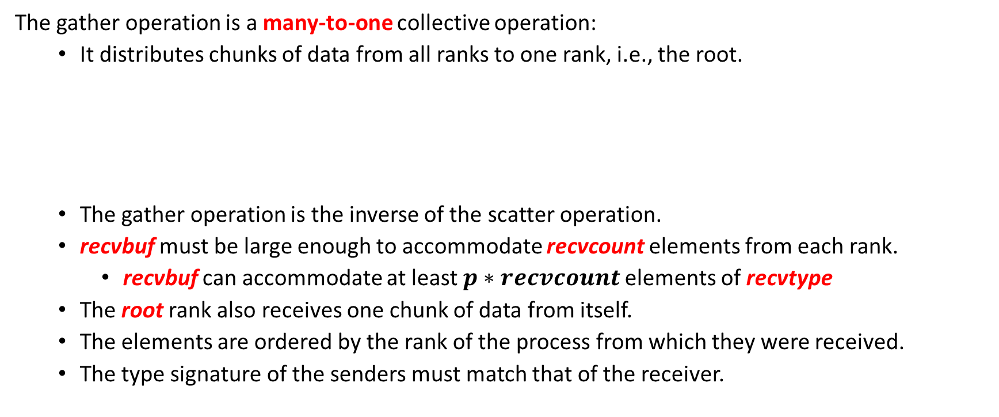 The gather operation is a many-to-one collective operation:
• It distributes chunks of data from all ranks to one rank, i.e., the root.
• The gather operation is the inverse of the scatter operation.
• recvbuf must be large enough to accommodate recvcount elements from each rank.
• recvbuf can accommodate at least p * recvcount elements of recvtype
• The root rank also receives one chunk of data from itself.
• The elements are ordered by the rank of the process from which they were received.
• The type signature of the senders must match that of the receiver.